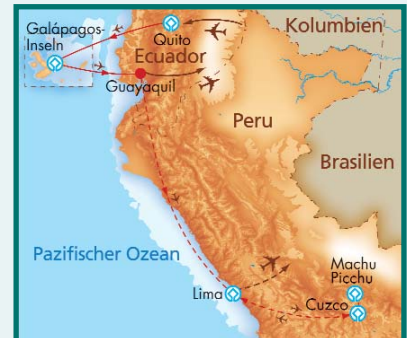 Galápagos-
Inseln
Quito
Kolumbien
Ecuador
Guayaquil
Peru
Brasilien
Pazifischer Ozean
Machu
Picchu
Lima
Cuzco